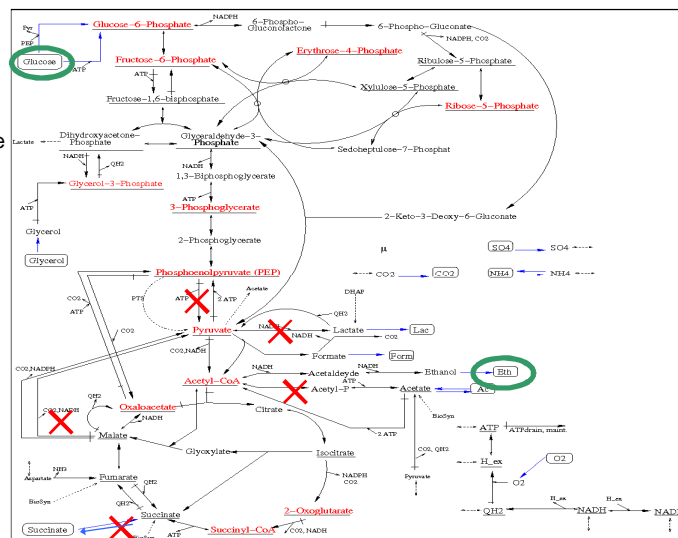 Glucose-6-Phosphate
NADPH
6-Phospho-
Gluconolactone
6-Phospho-Gluconate
NADPH, CO2
Pyr
PEP
Glucose
ATP
Fructose-6-Phosphate
Erythrose-4-Phosphate
Ribulose-5-Phosphate
ATP
Xylulose-5-Phosphate
Fructose-1,6-bisphosphate
Ribose-5-Phosphate
Lactate
Dihydroxyacetone-
Phosphate
Glyceraldehyde-3-
Phosphate
Sedoheptulose-7-Phosphat
NADH
QH2
NADH
1,3-Biphosphoglycerate
Glycerol-3-Phosphate
ATP
ATP
3-Phosphoglycerate
2-Keto-3-Deoxy-6-Gluconate
Glycerol
2-Phosphoglycerate
μ
SO4
SO4
Glycerol
Phosphoenolpyruvate (PEP)
CO2
CO2
NH4
NH4
PTS
ATP
2 ATP
Acetate
DHAP
CO2
ATP
QH2
CO2
Pyruvate
NADH
NADH
Lactate
Lac
CO2
CO2,NADH
Formate
Form
CO2,NADPH
NADH
Acetaldehyde
NADH
Ethanol
Eth
Acetyl-CoA
Acetyl-P
ATP
Acetate
Ac
QH2
CO2,NADH
Oxaloacetate
Citrate
BioSyn
NADH
2 ATP
ATP
ATPdrain, maint.
Malate
Glyoxylate
Isocitrate
CO2, QH2
H_ex
O2
Aspartate
NH3
Fumarate
QH2
NADPH
CO2
Pyruvate
O2
BioSyn
QH2
BioSyn
H_ex
H_ex
Succinate
2-Oxoglutarate
QH2
NADH
NAD
Succinate
BioSyn
ATP
Succinyl-CoA
CO2, NADH